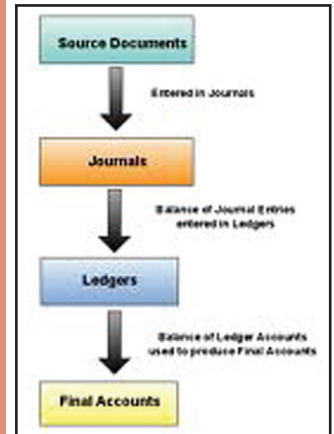 Source Documents
Entered in Journals
Journals
Balance of Journal Entries
entered in Ledgers
Ledgers
Balance of Ledger Accounts
used to produce Final Accounts
Final Accounts